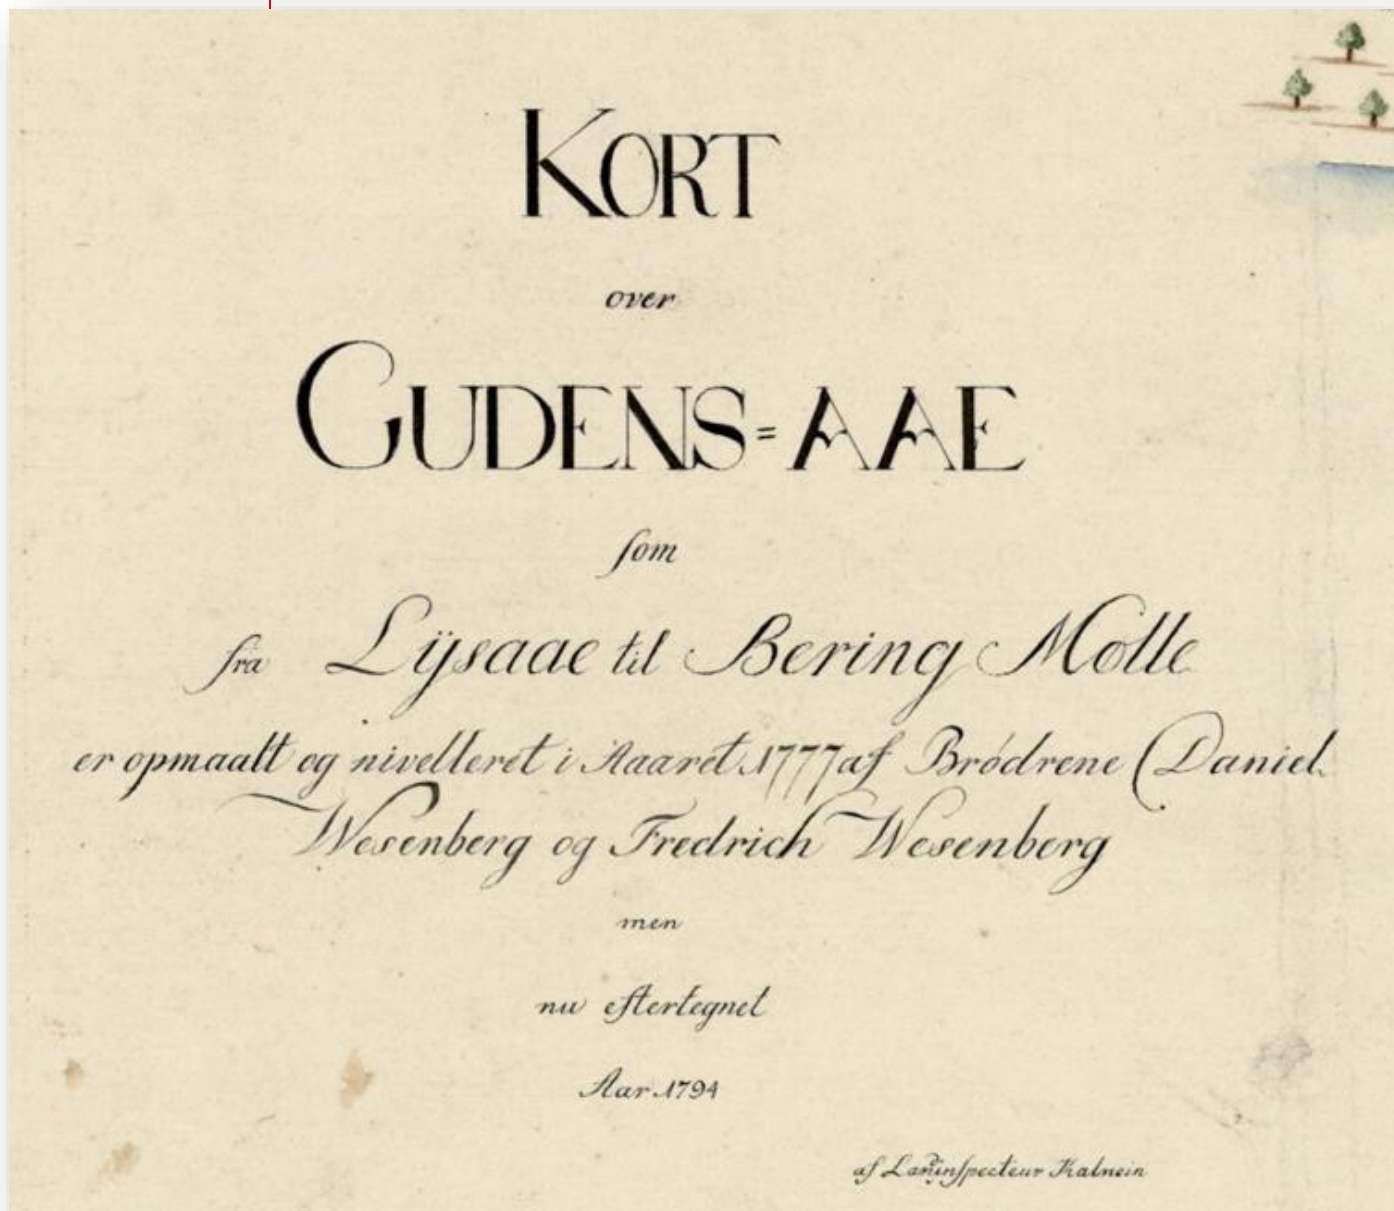 KORT
over
GUDENS=AAE
som
fra Lÿsaae til Bering Mölle
er opmaalt og nivelleret i Aaret 1777 af Brödrene Daniel
Wesenberg og Fredrich Wesenberg
men
nu eftertegnet
Aar 1794
af Landinspecteur Kalnein